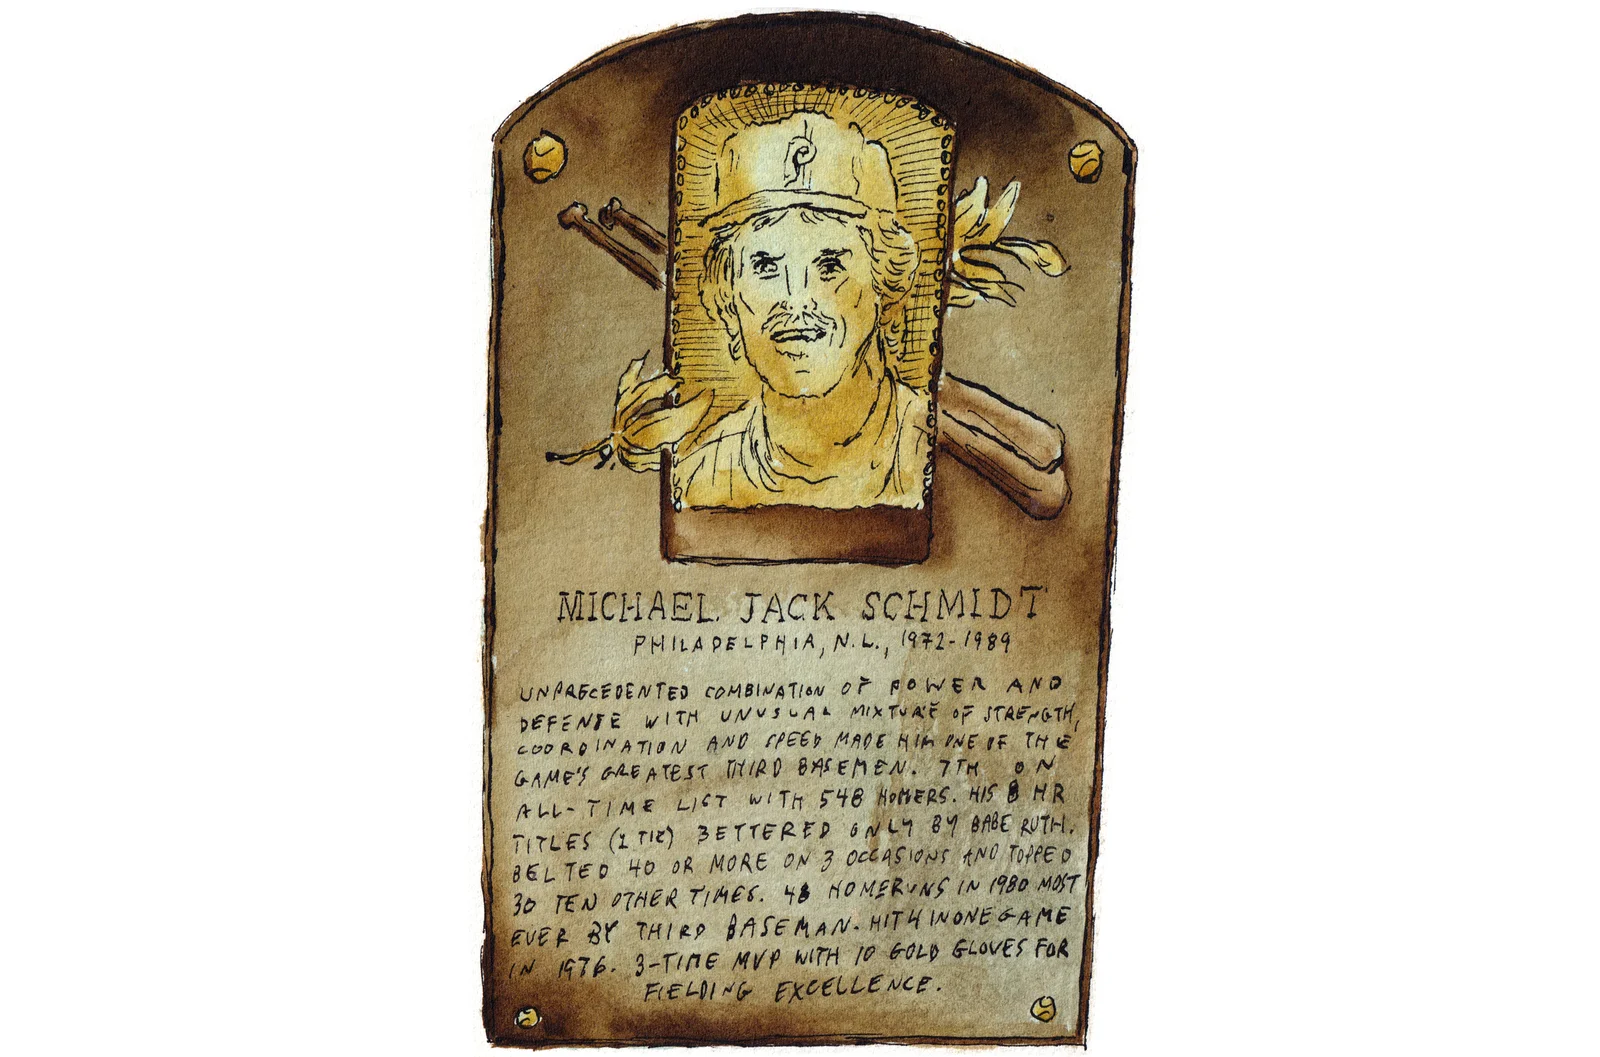 P
MICHAEL JACK SCHMIDT
PHILADELPHIA, N.L., 1972-1989
UNPRECEDENTED COMBINATION OF POWER AND
DEFENSE WITH UNUSUAL MIXTURE OF STRENGTH,
COORDINATION AND SPEED MADE HIM ONE OF THE
GAME'S GREATEST THIRD BASEMEN. 7TH ON
ALL-TIME LIST WITH 548 HOMERS. HIS 8 HR
TITLES (1 TIE) BETTERED ONLY BY BABE RUTH.
BELTED 40 OR MORE ON 3 OCCASIONS AND TOPPED
30 TEN OTHER TIMES. 48 HOMERUNS IN 1980 MOST
EVER BY THIRD BASEMAN. HIT 4 IN ONE GAME
IN 1976. 3-TIME MVP WITH 10 GOLD GLOVES FOR
FIELDING EXCELLENCE.